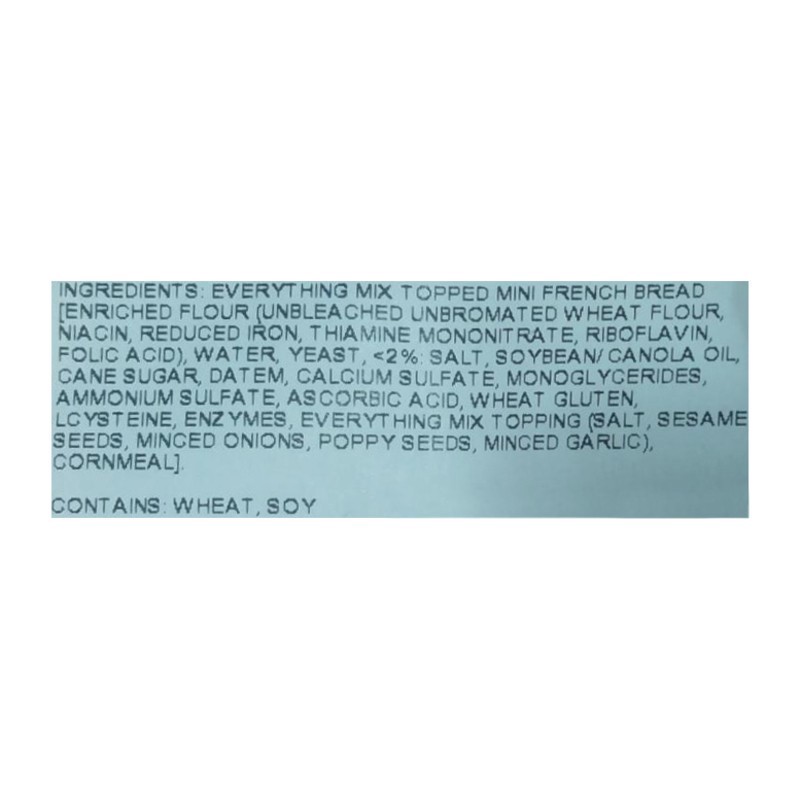 INGREDIENTS: EVERYTHING MIX TOPPED MINI FRENCH BREAD
[ENRICHED FLOUR (UNBLEACHED UNBROMATED WHEAT FLOUR,
NIACIN, REDUCED IRON, THIAMINE MONONITRATE, RIBOFLAVIN,
FOLIC ACID), WATER, YEAST, <2%: SALT, SOYBEAN/ CANOLA OIL,
CANE SUGAR, DATEM, CALCIUM SULFATE, MONOGLYCERIDES,
AMMONIUM SULFATE, ASCORBIC ACID, WHEAT GLUTEN,
LCYSTEINE, ENZYMES, EVERYTHING MIX TOPPING (SALT, SESAME
SEEDS, MINCED ONIONS, POPPY SEEDS, MINCED GARLIC),
CORNMEAL].
CONTAINS: WHEAT, SOY